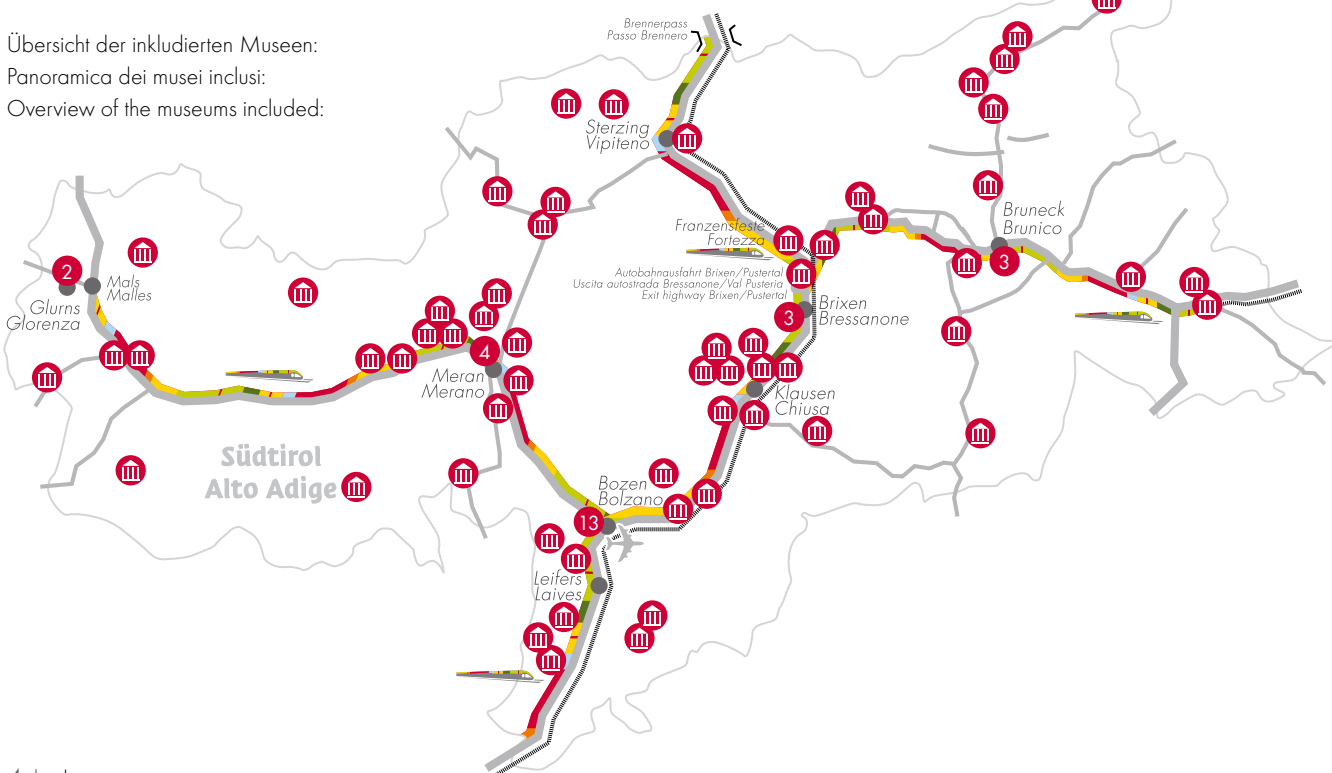 Übersicht der inkludierten Museen:
Panoramica dei musei inclusi:
Overview of the museums included:
Brennerpass
Passo Brennero
Sterzing
Vipiteno
Franzensfeste
Fortezza
Autobahnausfahrt Brixen/Pustertal
Uscita autostrada Bressanone/Val Pusteria
Exit highway Brixen/Pustertal
Bruneck
Brunico
3
Brixen
Bressanone
3
2
Mals
Malles
Glurns
Glorenza
4
Meran
Merano
Klausen
Chiusa
Südtirol
Alto Adige
Bozen
Bolzano
13
Leifers
Laives